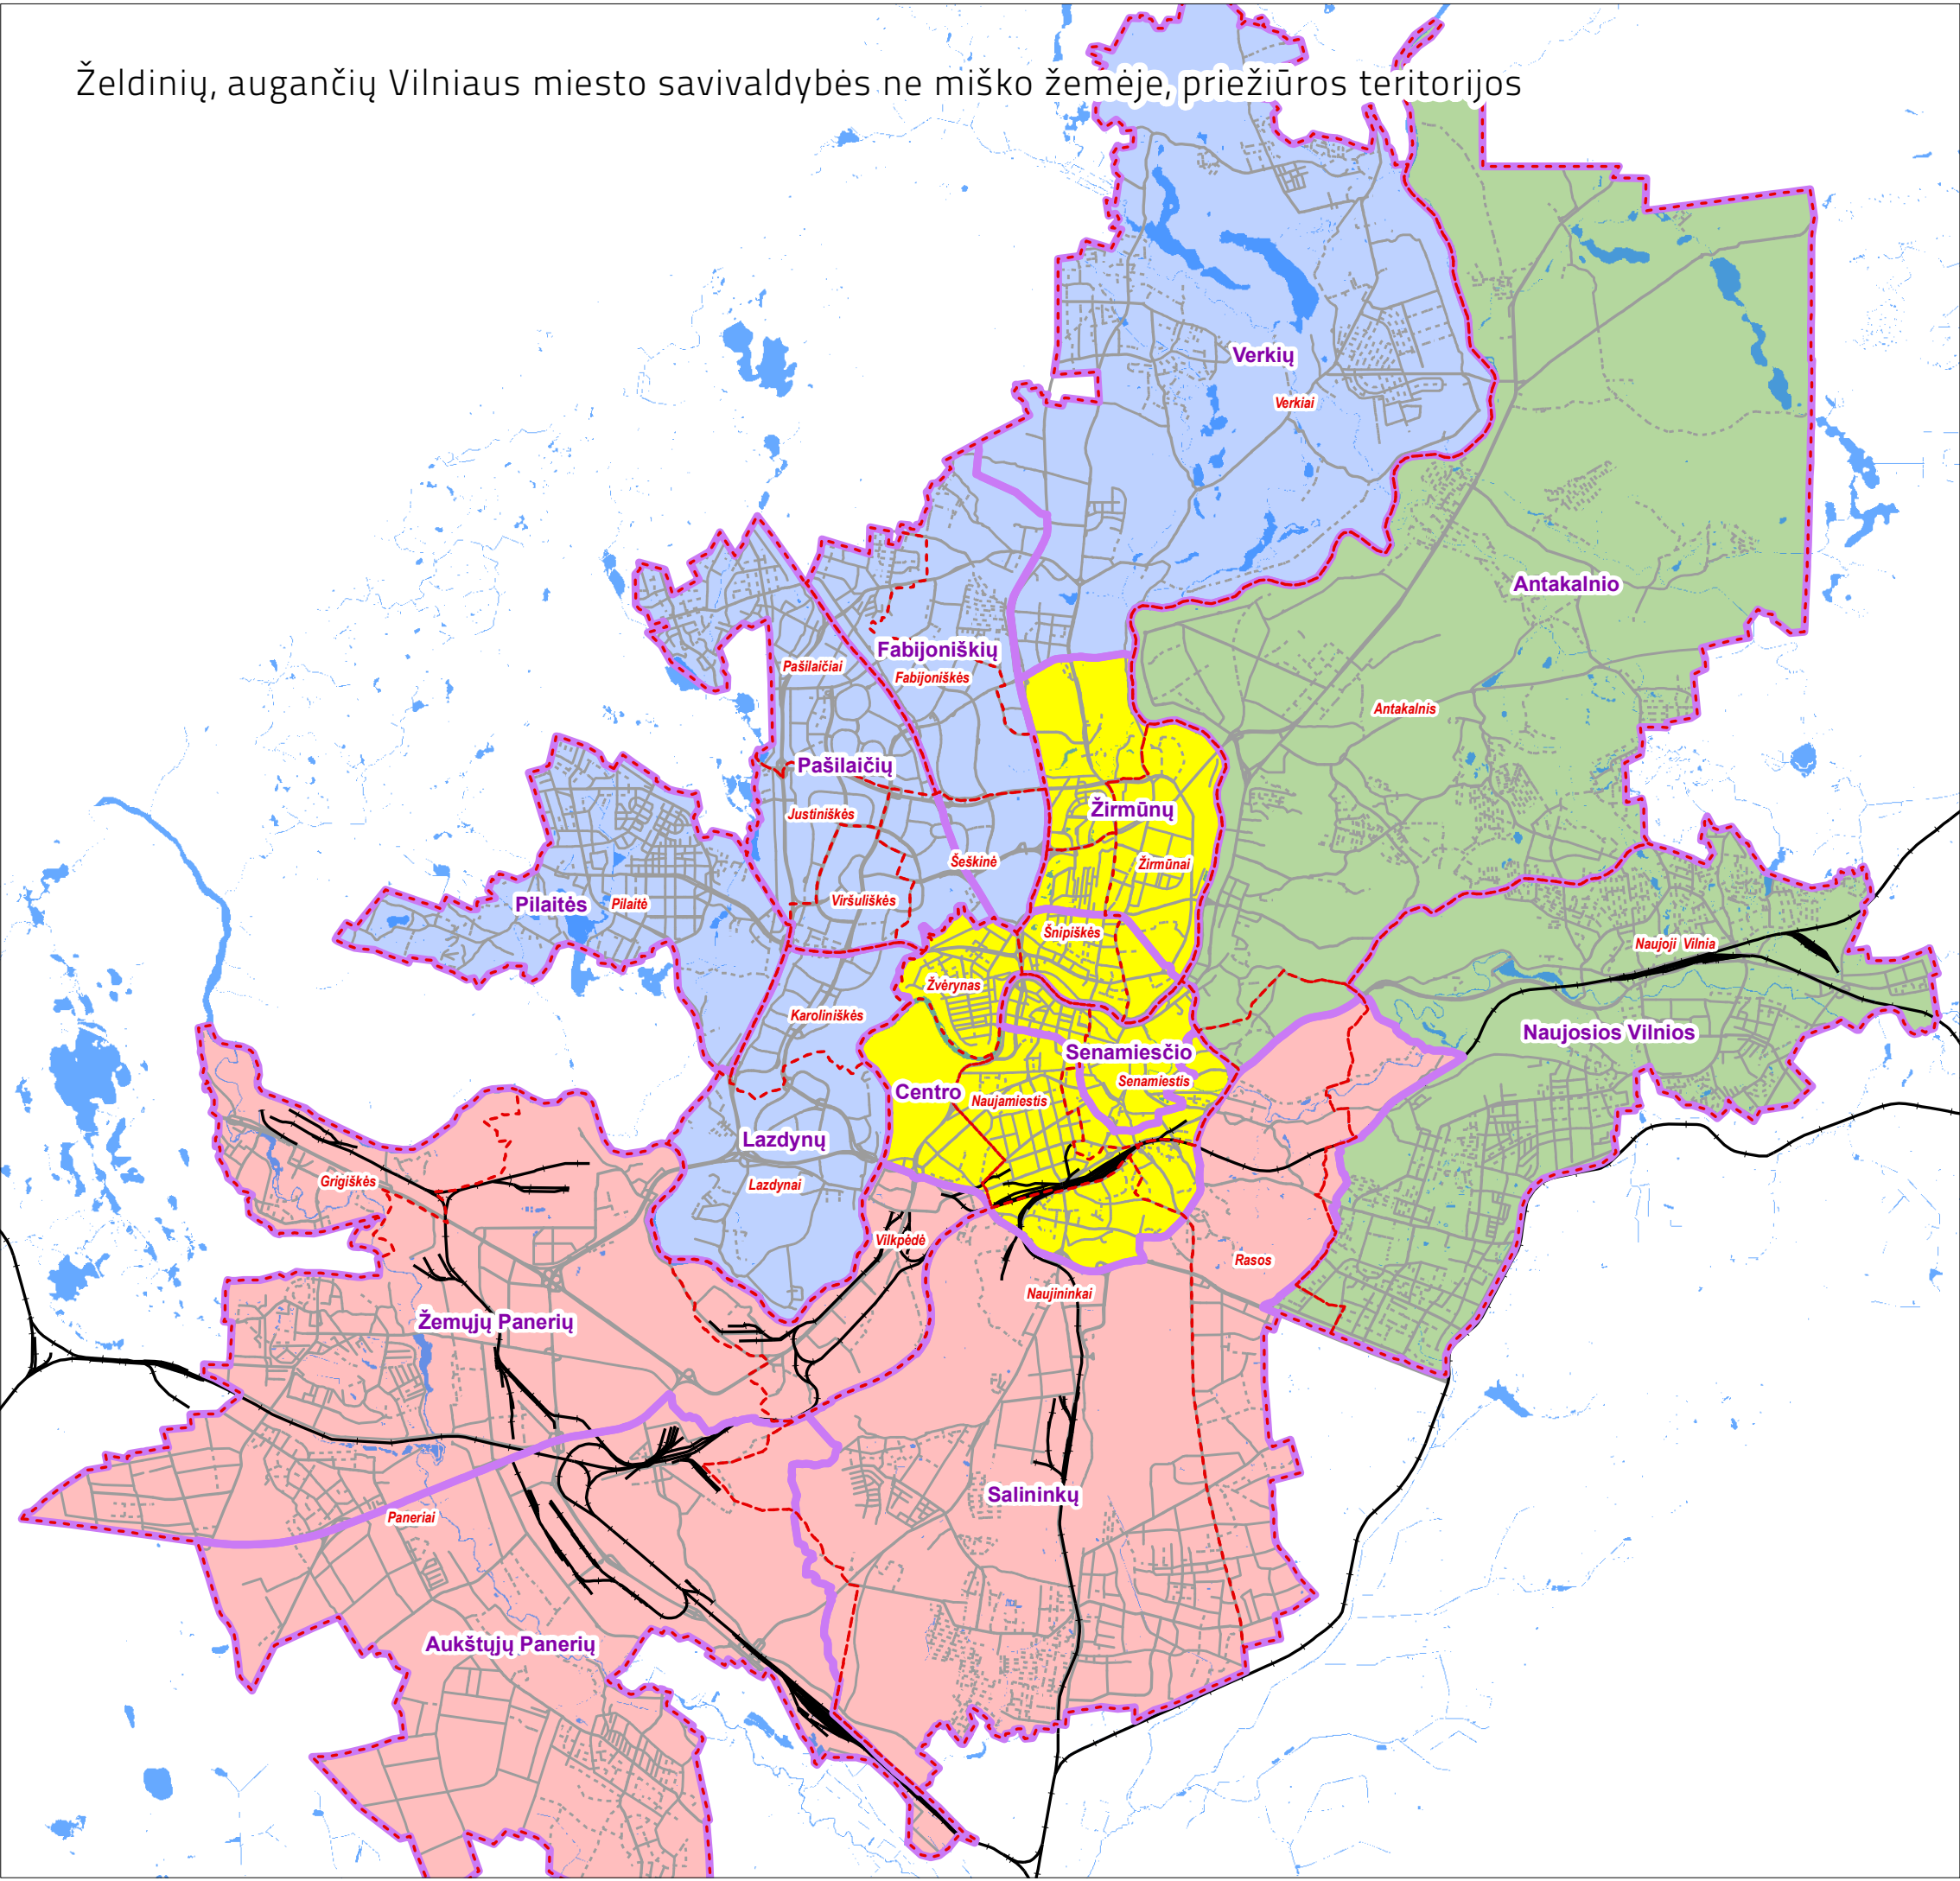 Želdinių, augančių Vilniaus miesto savivaldybės ne miško žemėje, priežiūros teritorijos
Verkių
Verkiai
Antakalnio
Fabijoniškių
Pašilaičiai
Fabijoniškės
Antakalnis
Pašilaičių
Žirmūnų
Justiniškės
Šeškinė
Žirmūnai
Viršuliškės
Pilaitės
Pilaitė
Šnipiškės
Naujoji Vilnia
Žvėrynas
Karoliniškės
Naujosios Vilnios
Senamiesčio
Senamiestis
Centro
Naujamiestis
Lazdynų
Grigiškės
Lazdynai
Vilkpėdė
Rasos
Naujininkai
Žemųjų Panerių
Salininkų
Paneriai
Aukštųjų Panerių